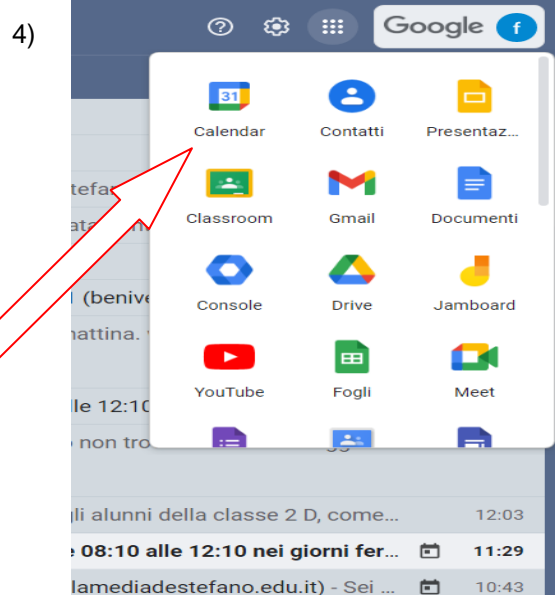 4)
Google f
31
Calendar Contatti Presentaz...
Classroom Gmail Documenti
Console Drive Jamboard
YouTube Fogli Meet
(benive
nattina.
lle 12:10
non tro
gli alunni della classe 2 D, come... 12:03
e 08:10 alle 12:10 nei giorni fer... 11:29
lamediadestefano.edu.it) - Sei ... 10:43